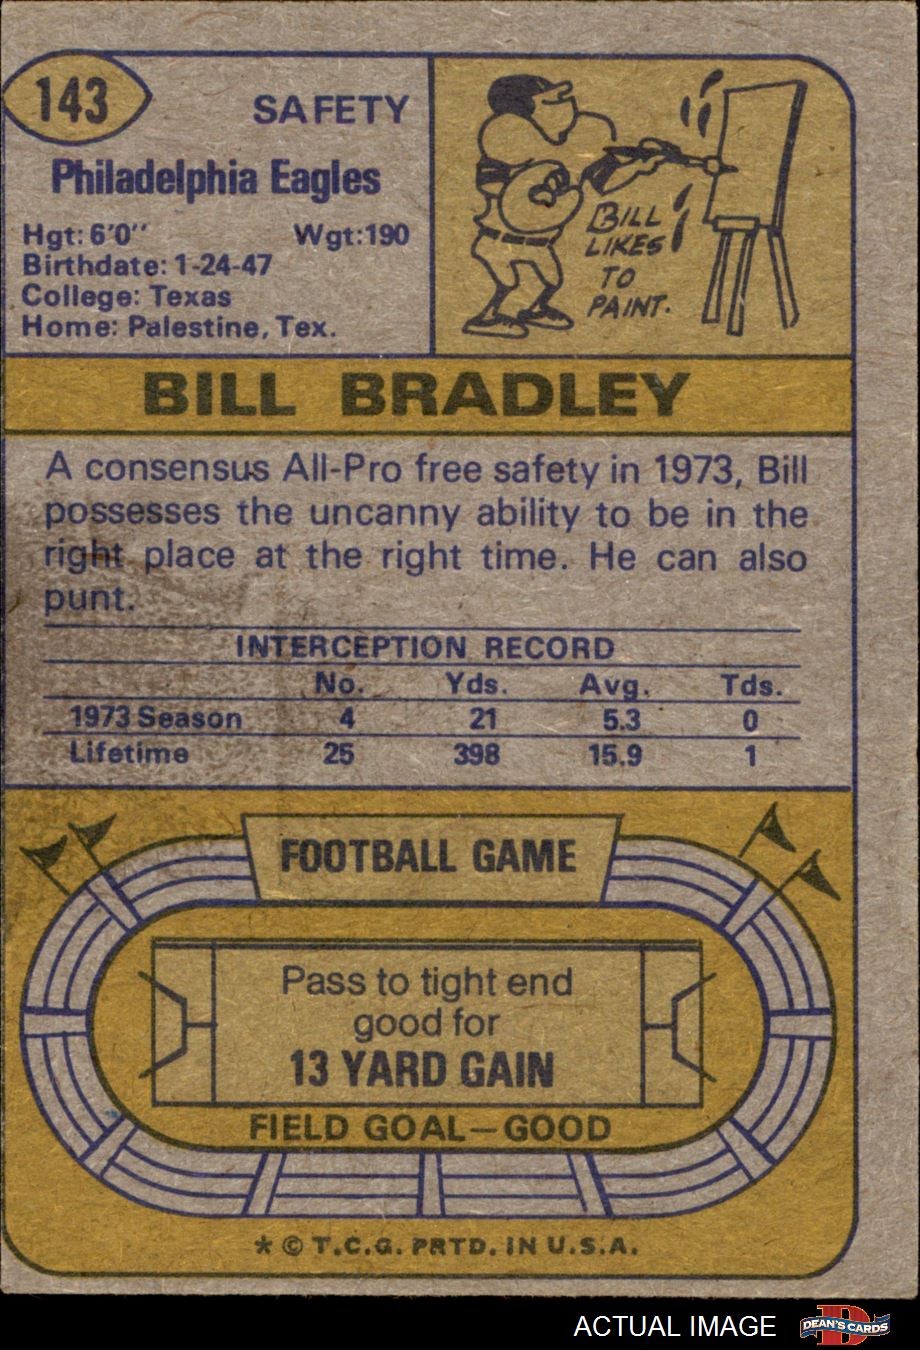 143
SAFETY
Philadelphia Eagles
Hgt: 6'0" Wgt:190
Birthdate: 1-24-47
College: Texas
Home: Palestine, Tex.
BILL
LIKES
TO
PAINT.
BILL BRADLEY
A consensus All-Pro free safety in 1973, Bill
possesses the uncanny ability to be in the
right place at the right time. He can also
punt.
INTERCEPTION RECORD
No. Yds. Avg. Tds.
1973 Season 4 21 5.3 0
Lifetime 25 398 15.9 1
FOOTBALL GAME
Pass to tight end
good for
13 YARD GAIN
FIELD GOAL—GOOD
* © T.C.G. PRTD. IN U.S.A.
ACTUAL IMAGE
DEAN'S CARDS